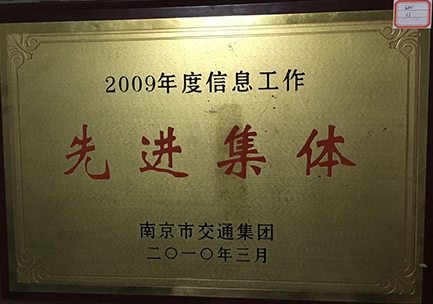 2009年度信息工作
先进集体
南京市交通集团
二〇一〇年三月